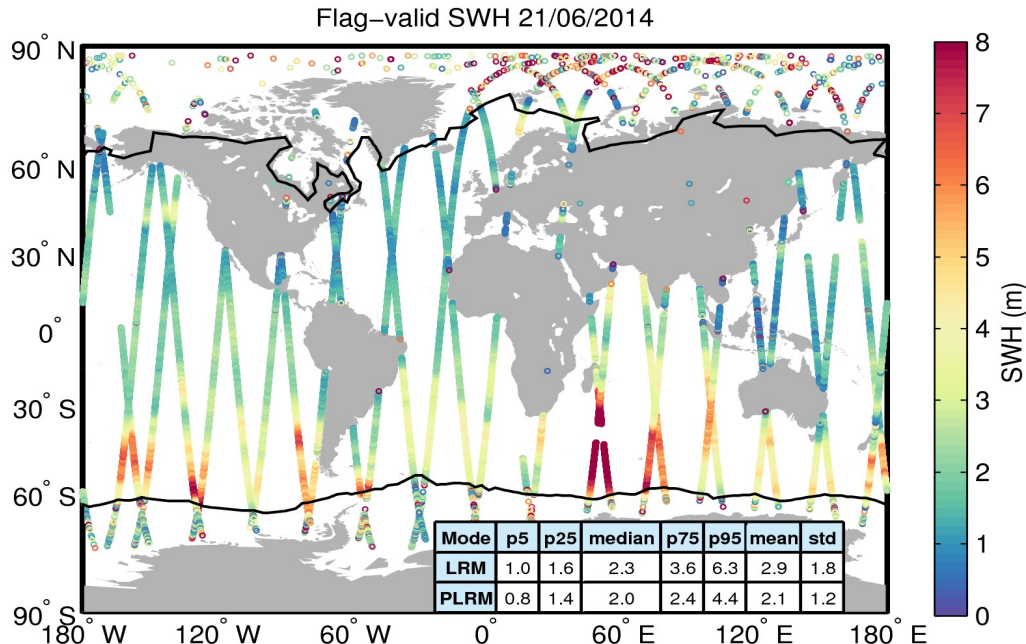 Flag−valid SWH 21/06/2014
90° N
60° N
30° N
0°
30° S
60° S
90° S
180° W
120° W
60° W
0°
60° E
120° E
180° E
8
7
6
5
4
3
2
1
0
SWH (m)
Mode p5 p25 median p75 p95 mean std
LRM 1.0 1.6 2.3 3.6 6.3 2.9 1.8
PLRM 0.8 1.4 2.0 2.4 4.4 2.1 1.2